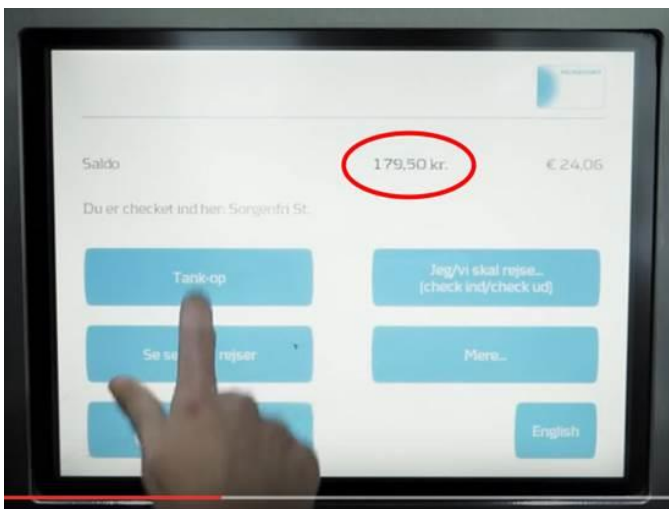 Saldo 179,50 kr. € 24,06
Du er checket ind her: Sorgenfri St.
Tank-op
Jeg/vi skal rejse...
(check ind/check ud)
Se rejser
Mere...
English